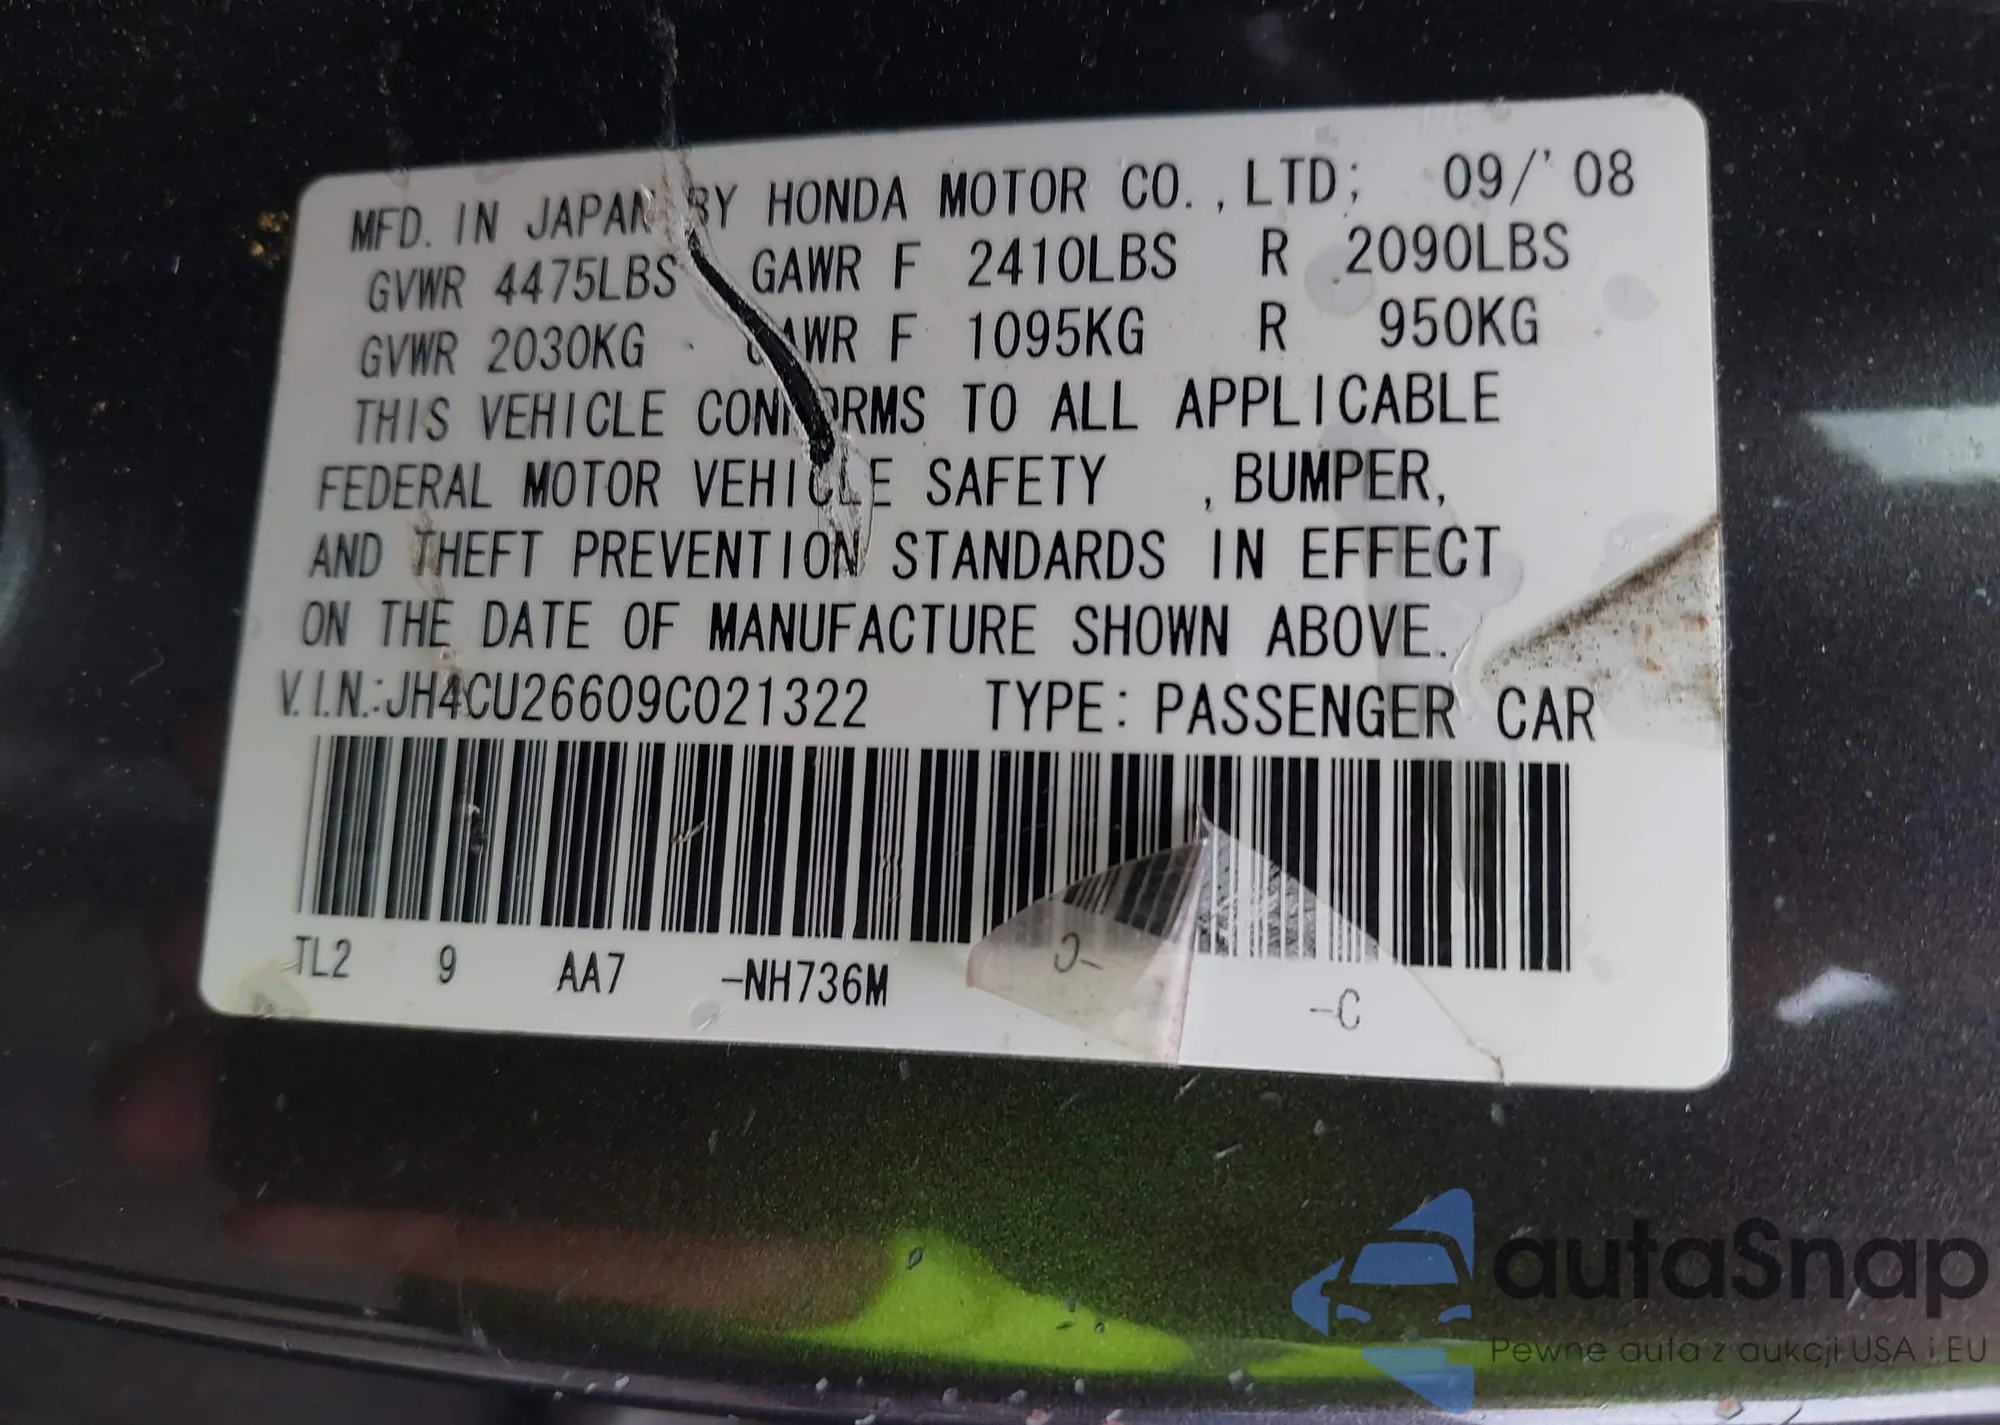 MFD. IN JAPAN BY HONDA MOTOR CO., LTD; 09/'08
GVWR 4475LBS GAWR F 2410LBS R 2090LBS
GVWR 2030KG GAWR F 1095KG R 950KG
THIS VEHICLE CONFORMS TO ALL APPLICABLE
FEDERAL MOTOR VEHICLE SAFETY , BUMPER,
AND THEFT PREVENTION STANDARDS IN EFFECT
ON THE DATE OF MANUFACTURE SHOWN ABOVE.
V.I.N.:JH4CU26609C021322 TYPE: PASSENGER CAR
TL2 9 AA7 -NH736M -C
autaSnap
Pewne auta z aukcji USA i EU